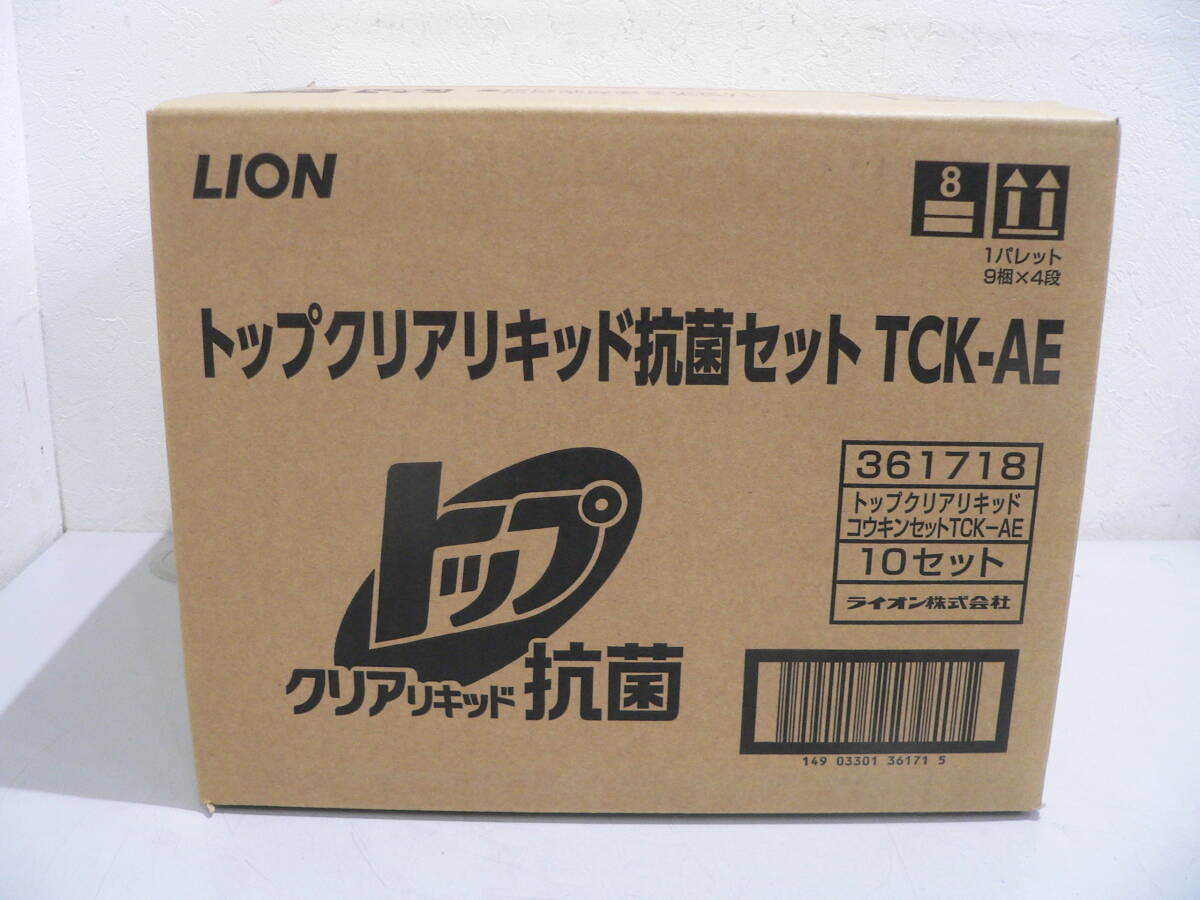 LION
8
1パレット
9梱×4段
トップクリアリキッド抗菌セット TCK-AE
361718
トップクリアリキッド
コウキンセットTCK-AE
10セット
ライオン株式会社
トップ
クリアリキッド抗菌
149 03301 36171 5